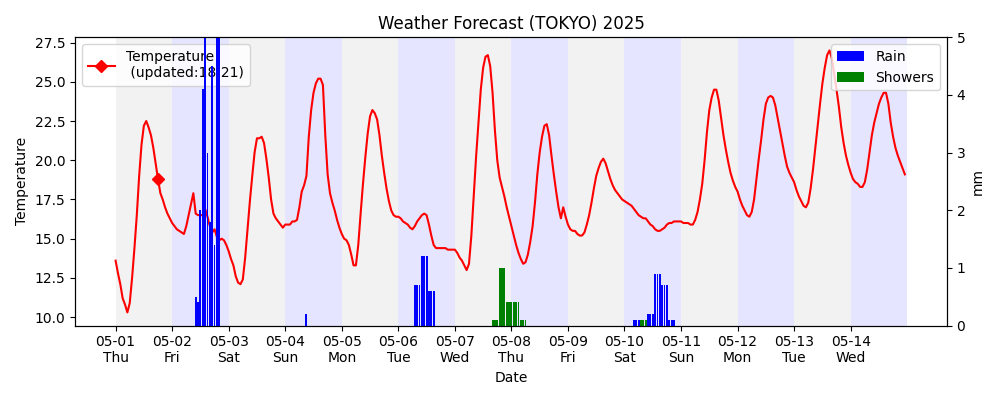 Weather Forecast (TOKYO) 2025
Temperature
(updated:18:21)
Rain
Showers
27.5
25.0
22.5
20.0
17.5
15.0
12.5
10.0
Temperature
5
4
3
2
1
0
mm
05-01 05-02 05-03 05-04 05-05 05-06 05-07 05-08 05-09 05-10 05-11 05-12 05-13 05-14
Thu Fri Sat Sun Mon Tue Wed Thu Fri Sat Sun Mon Tue Wed
Date